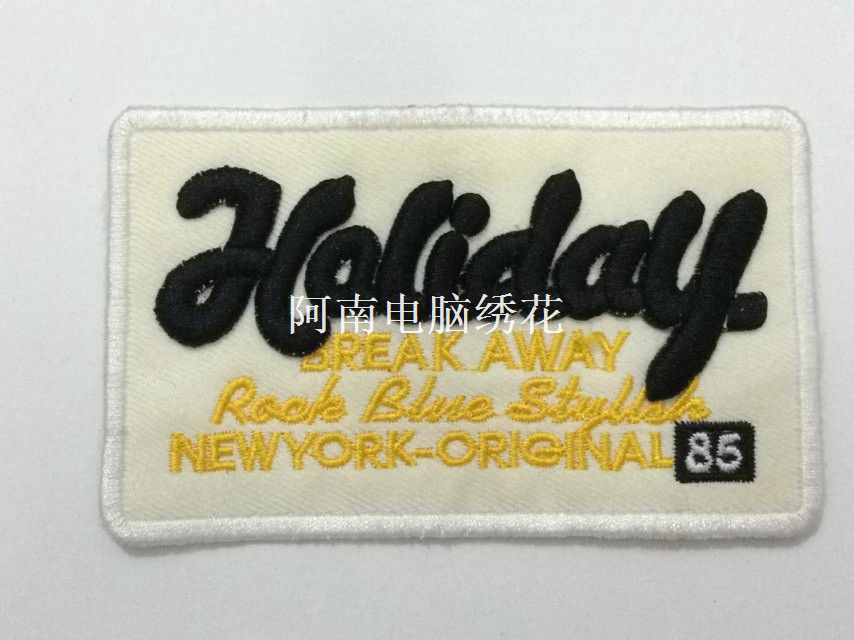 Holiday
阿南电脑绣花
BREAK AWAY
Rock Blue Stylish
NEWYORK-ORIGINAL 85